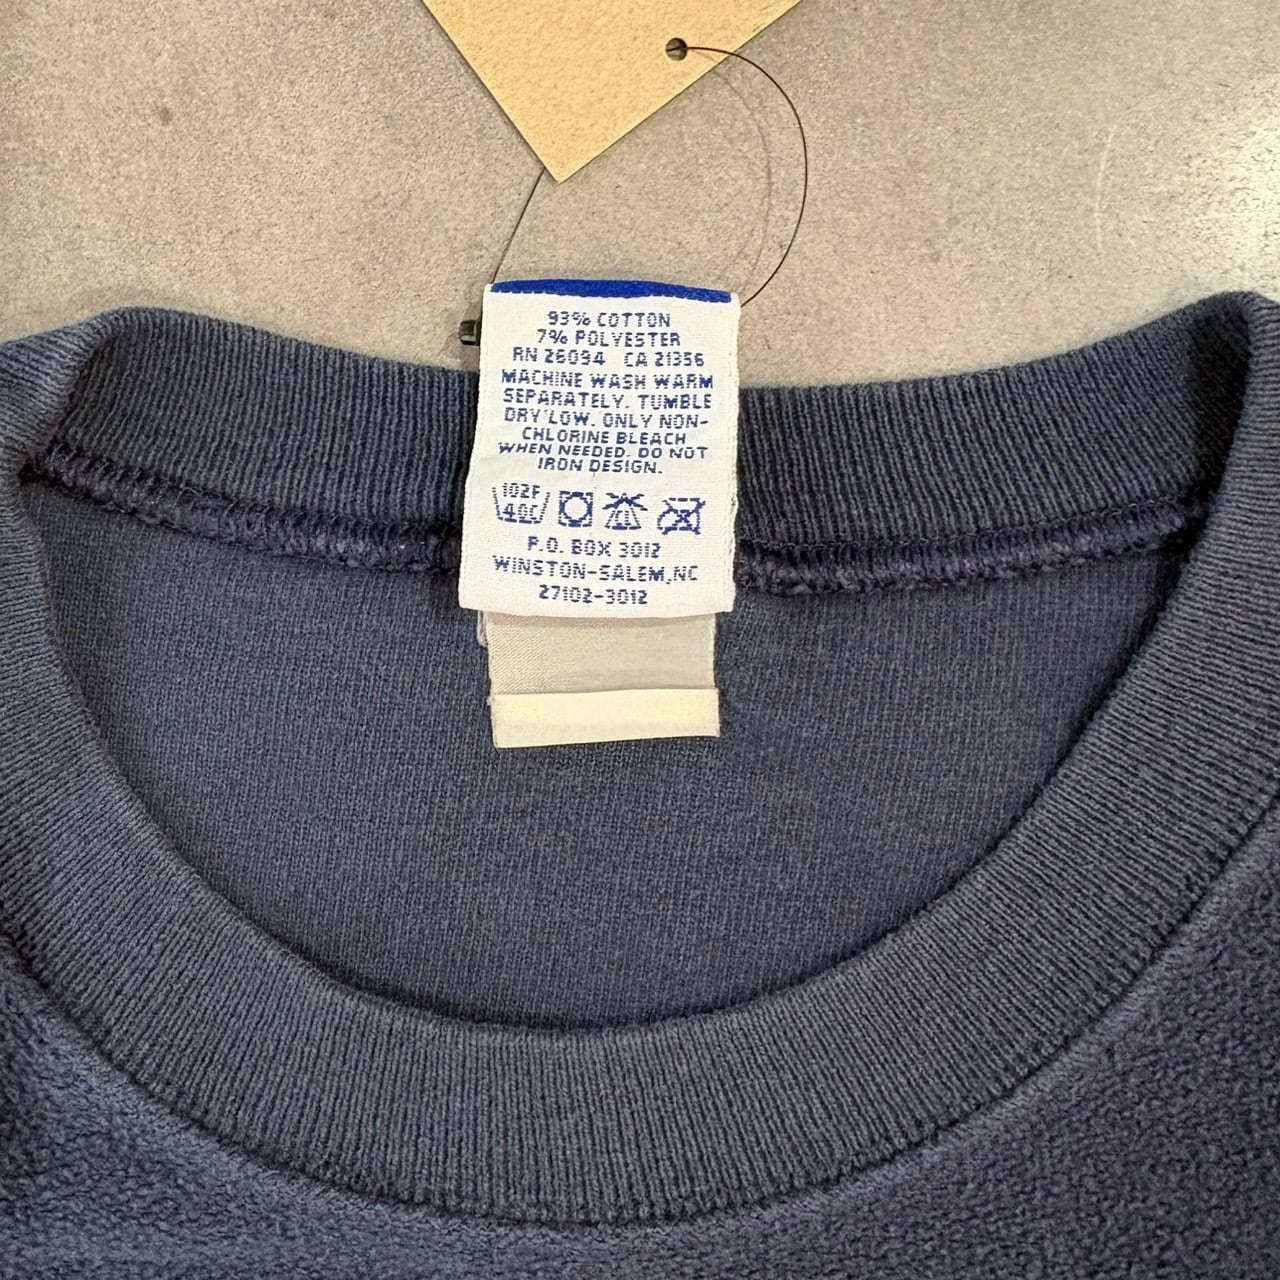 93% COTTON
7% POLYESTER
RN 26094 CA 21356
MACHINE WASH WARM
SEPARATELY. TUMBLE
DRY LOW. ONLY NON-
CHLORINE BLEACH
WHEN NEEDED. DO NOT
IRON DESIGN.
102F
40C
P.O. BOX 3012
WINSTON-SALEM,NC
27102-3012